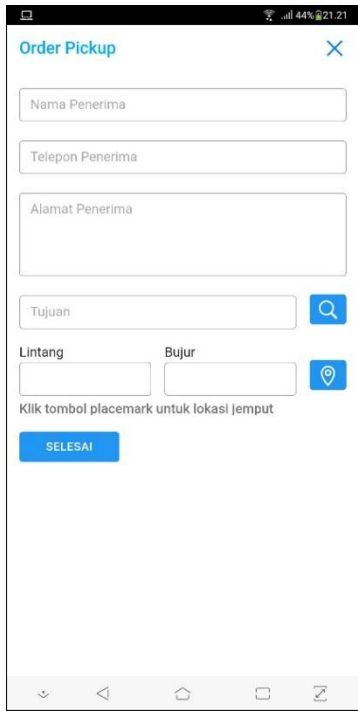 44% 21.21
Order Pickup
Nama Penerima
Telepon Penerima
Alamat Penerima
Tujuan
Lintang Bujur
Klik tombol placemark untuk lokasi jemput
SELESAI